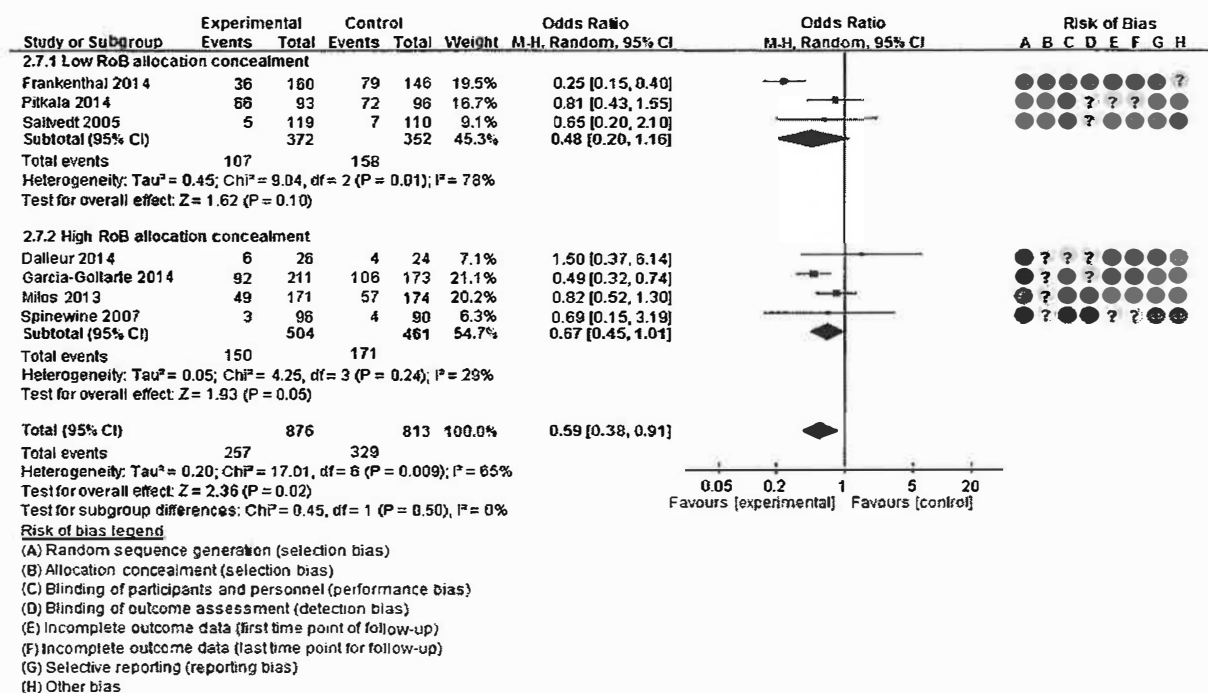 Experimental Control Odds Ratio Odds Ratio Risk of Bias
Study or Subgroup Events Total Events Total Weight M-H, Random, 95% CI M-H, Random, 95% CI A B C D E F G H
2.7.1 Low RoB allocation concealment
Frankenthal 2014 36 160 79 146 19.5% 0.25 [0.15, 0.40] ?
Pitkala 2014 66 93 72 96 16.7% 0.81 [0.43, 1.55] ? ? ?
Saltvedt 2005 5 119 7 110 9.1% 0.65 [0.20, 2.10] ?
Subtotal (95% CI) 372 352 45.3% 0.48 [0.20, 1.16]
Total events 107 158
Heterogeneity: Tau² = 0.45; Chi² = 9.04, df = 2 (P = 0.01); I² = 78%
Test for overall effect: Z = 1.62 (P = 0.10)
2.7.2 High RoB allocation concealment
Dalleur 2014 6 26 4 24 7.1% 1.50 [0.37, 6.14] ? ? ?
Garcia-Gollarte 2014 92 211 106 173 21.1% 0.49 [0.32, 0.74] ? ?
Milos 2013 49 171 57 174 20.2% 0.82 [0.52, 1.30] ?
Spinewine 2007 3 96 4 90 6.3% 0.69 [0.15, 3.19] ? ? ?
Subtotal (95% CI) 504 461 54.7% 0.67 [0.45, 1.01]
Total events 150 171
Heterogeneity: Tau² = 0.05; Chi² = 4.25, df = 3 (P = 0.24); I² = 29%
Test for overall effect: Z = 1.93 (P = 0.05)
Total (95% CI) 876 813 100.0% 0.59 [0.38, 0.91]
Total events 257 329
Heterogeneity: Tau² = 0.20; Chi² = 17.01, df = 6 (P = 0.009); I² = 65%
Test for overall effect: Z = 2.36 (P = 0.02)
Test for subgroup differences: Chi² = 0.45, df = 1 (P = 0.50), I² = 0%
0.05 0.2 1 5 20
Favours [experimental] Favours [control]
Risk of bias legend
(A) Random sequence generation (selection bias)
(B) Allocation concealment (selection bias)
(C) Blinding of participants and personnel (performance bias)
(D) Blinding of outcome assessment (detection bias)
(E) Incomplete outcome data (first time point of follow-up)
(F) Incomplete outcome data (last time point for follow-up)
(G) Selective reporting (reporting bias)
(H) Other bias